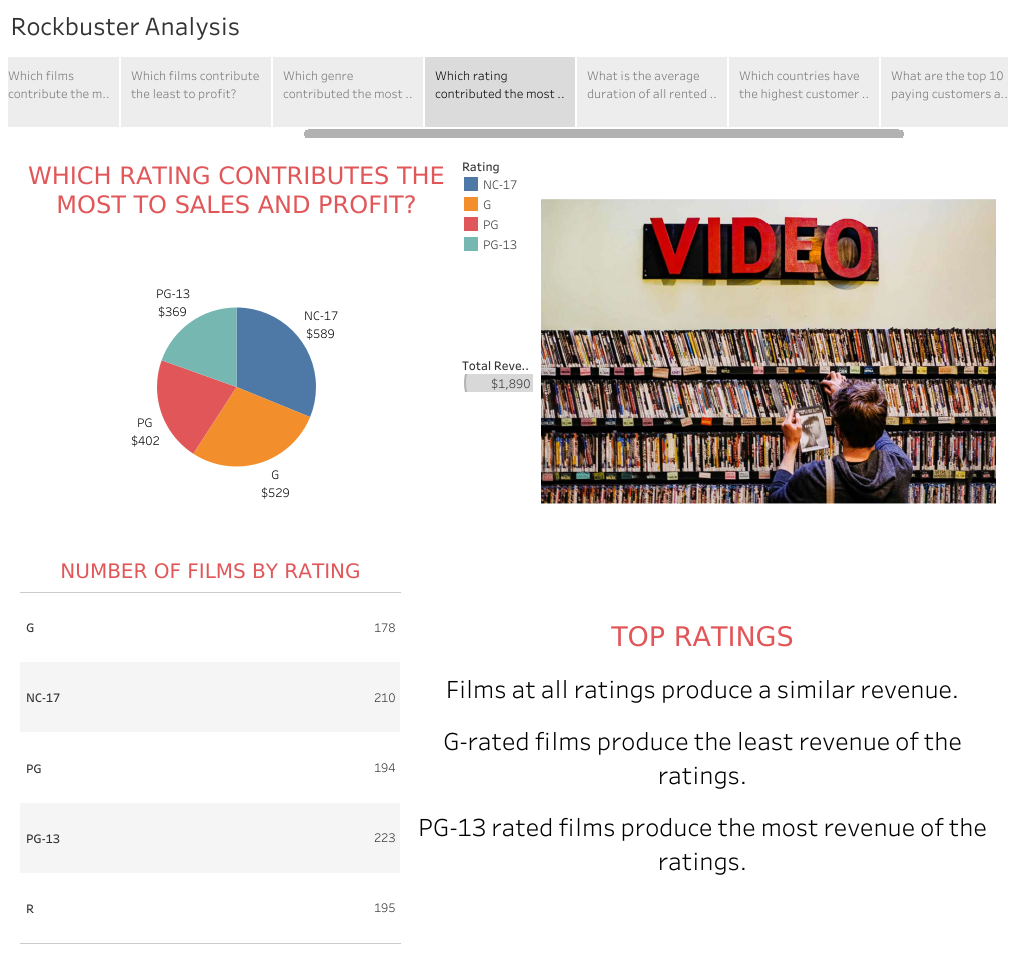 Rockbuster Analysis
Which films
contribute the m..
Which films contribute
the least to profit?
Which genre
contributed the most ..
Which rating
contributed the most ..
What is the average
duration of all rented ..
Which countries have
the highest customer ..
What are the top 10
paying customers a..
WHICH RATING CONTRIBUTES THE
MOST TO SALES AND PROFIT?
Rating
NC-17
G
PG
PG-13
PG-13
$369
NC-17
$589
PG
$402
G
$529
Total Reve..
$1,890
VIDEO
NUMBER OF FILMS BY RATING
G 178
NC-17 210
PG 194
PG-13 223
R 195
TOP RATINGS
Films at all ratings produce a similar revenue.
G-rated films produce the least revenue of the
ratings.
PG-13 rated films produce the most revenue of the
ratings.